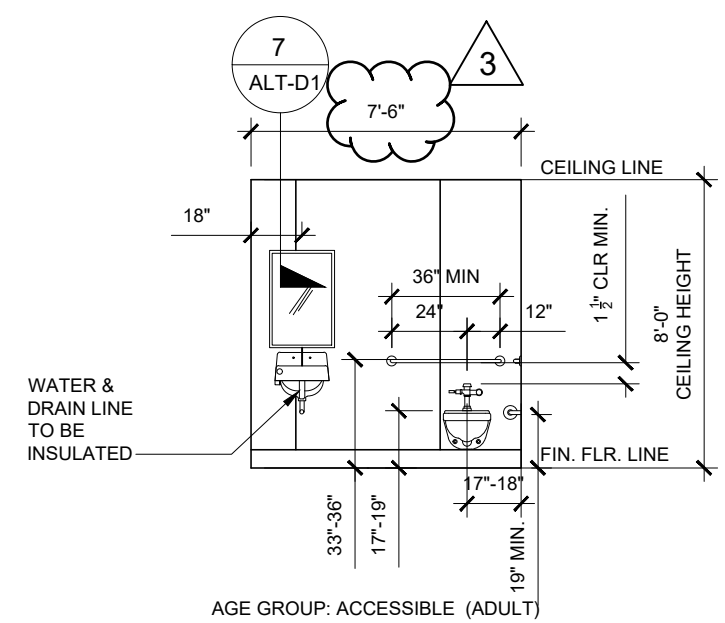 7
ALT-D1
3
7'-6"
CEILING LINE
18"
36" MIN
24"
12"
1 1/2" CLR MIN.
8'-0"
CEILING HEIGHT
WATER &
DRAIN LINE
TO BE
INSULATED
FIN. FLR. LINE
17"-18"
33"-36"
17"-19"
19" MIN.
AGE GROUP: ACCESSIBLE (ADULT)